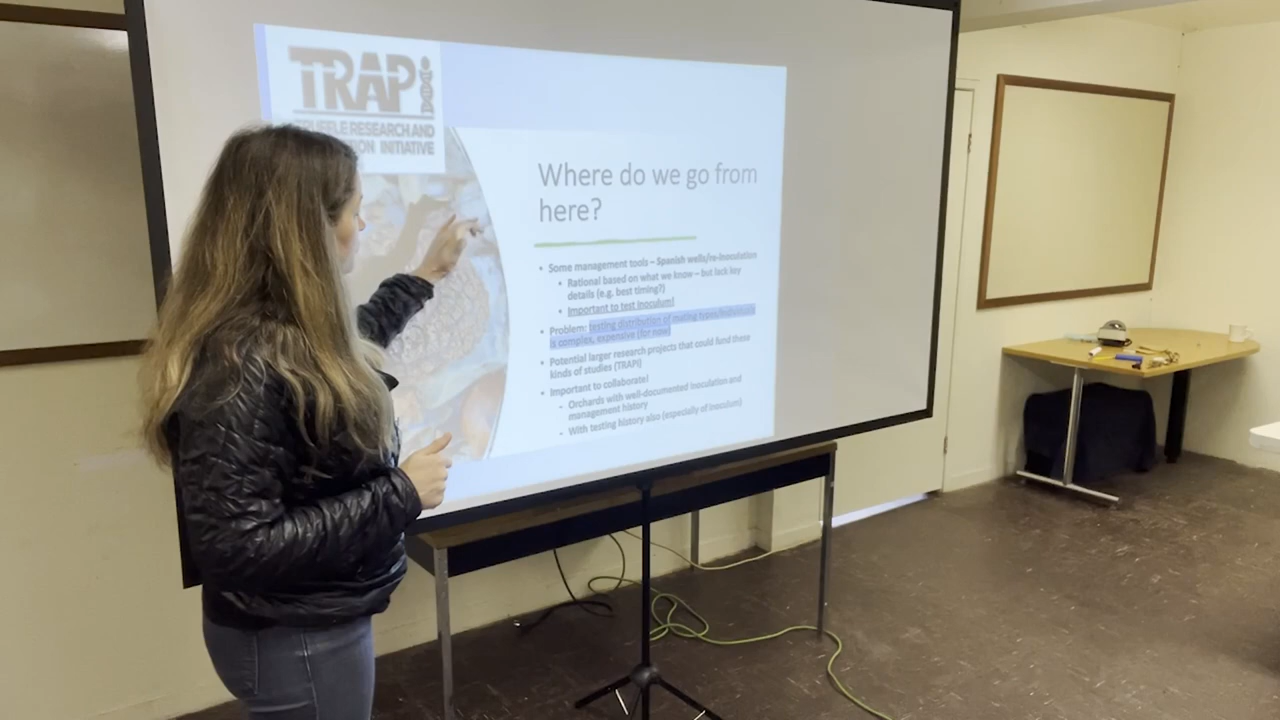 TRAPi
TRUFFLE RESEARCH AND
ION INITIATIVE
Where do we go from
here?
• Some management tools – Spanish wells/re-inoculation
• Rational based on what we know – but lack key
details (e.g. best timing?)
• Important to test inoculum!
• Problem: testing distribution of mating-types/individuals
is complex, expensive (for now)
• Potential larger research projects that could fund these
kinds of studies (TRAPi)
• Important to collaborate!
– Orchards with well-documented inoculation and
management history
– With testing history also (especially of inoculum)